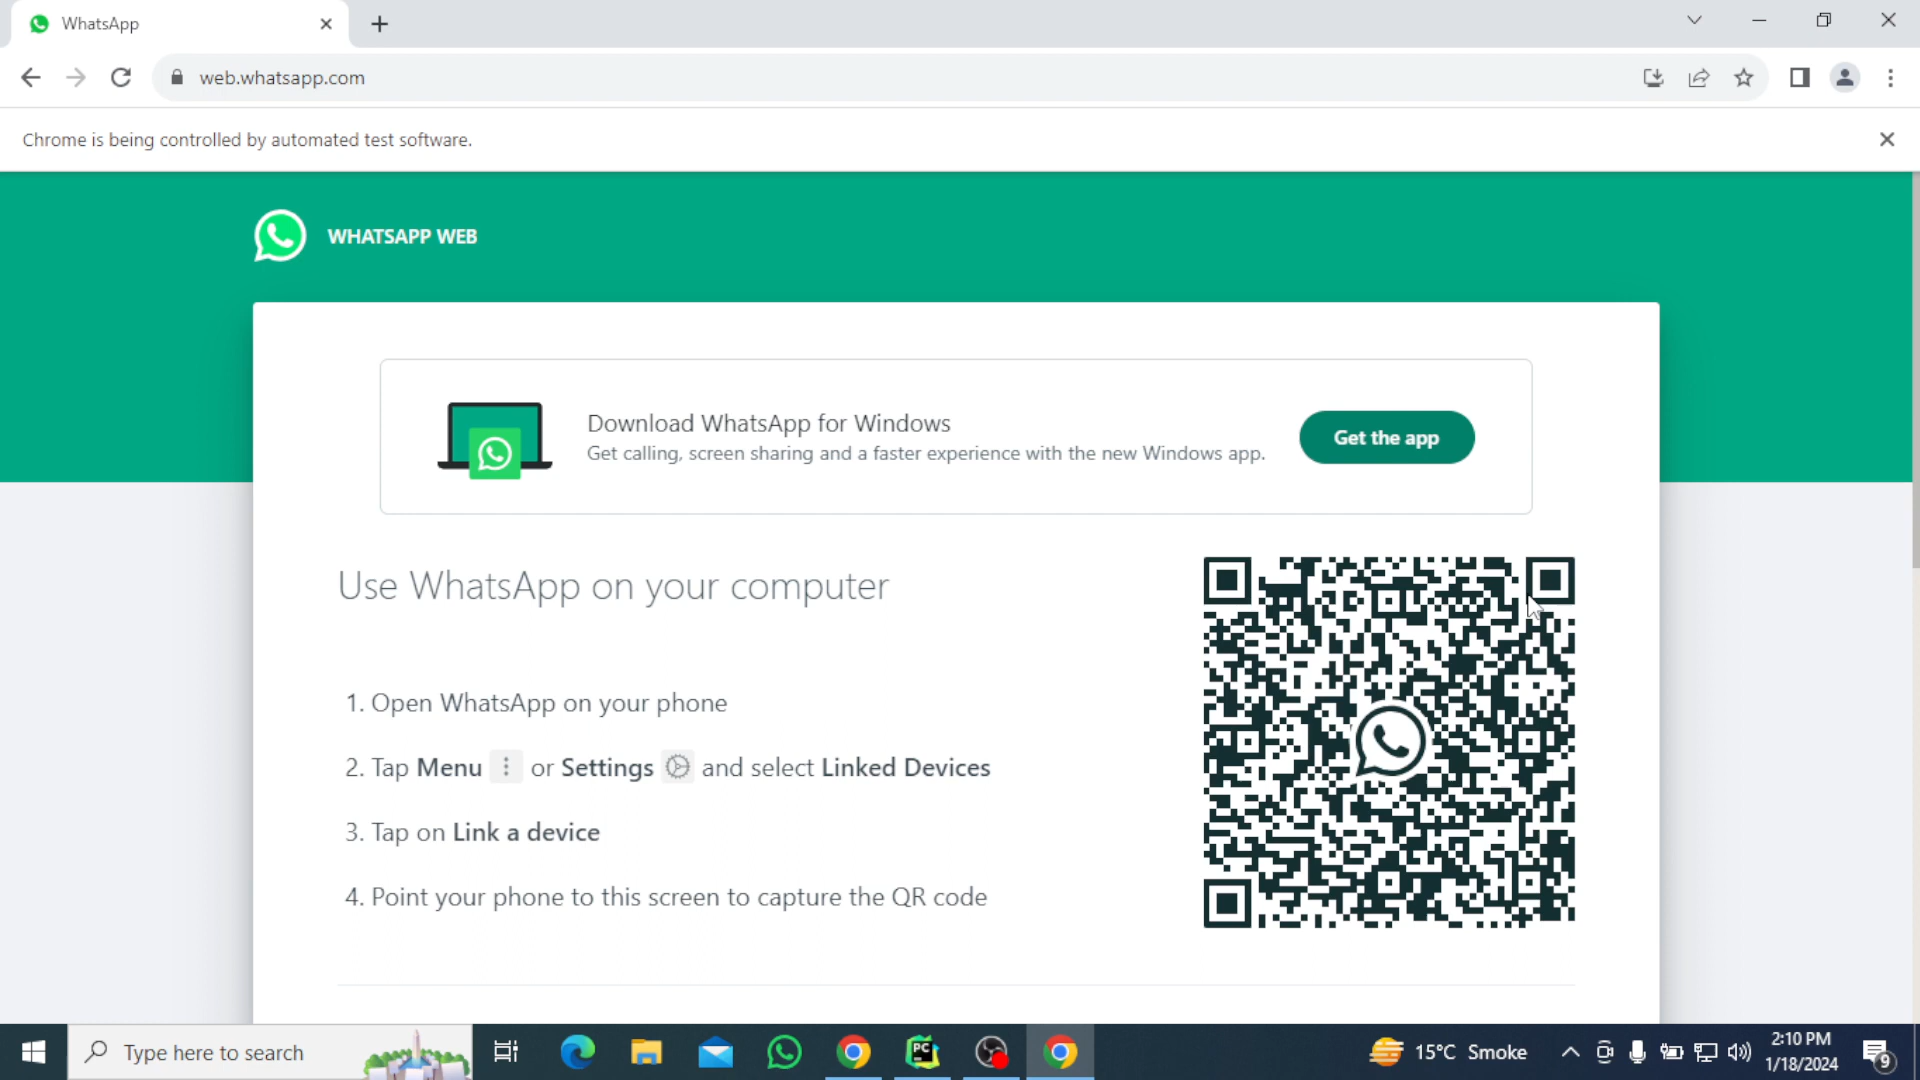 WhatsApp
web.whatsapp.com
Chrome is being controlled by automated test software.
WHATSAPP WEB
Download WhatsApp for Windows
Get calling, screen sharing and a faster experience with the new Windows app.
Get the app
Use WhatsApp on your computer
1. Open WhatsApp on your phone
2. Tap Menu or Settings and select Linked Devices
3. Tap on Link a device
4. Point your phone to this screen to capture the QR code
Type here to search
PC
15°C Smoke
2:10 PM
1/18/2024
9